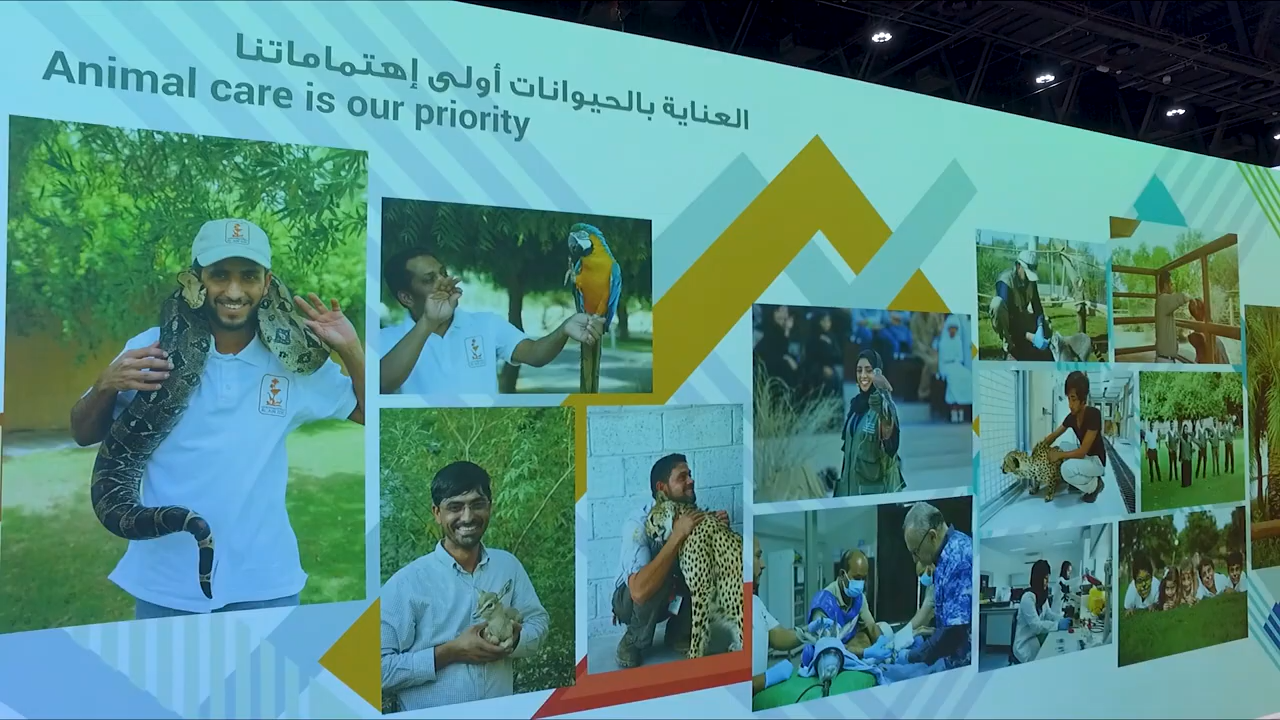 العناية بالحيوانات أولى إهتماماتنا
Animal care is our priority